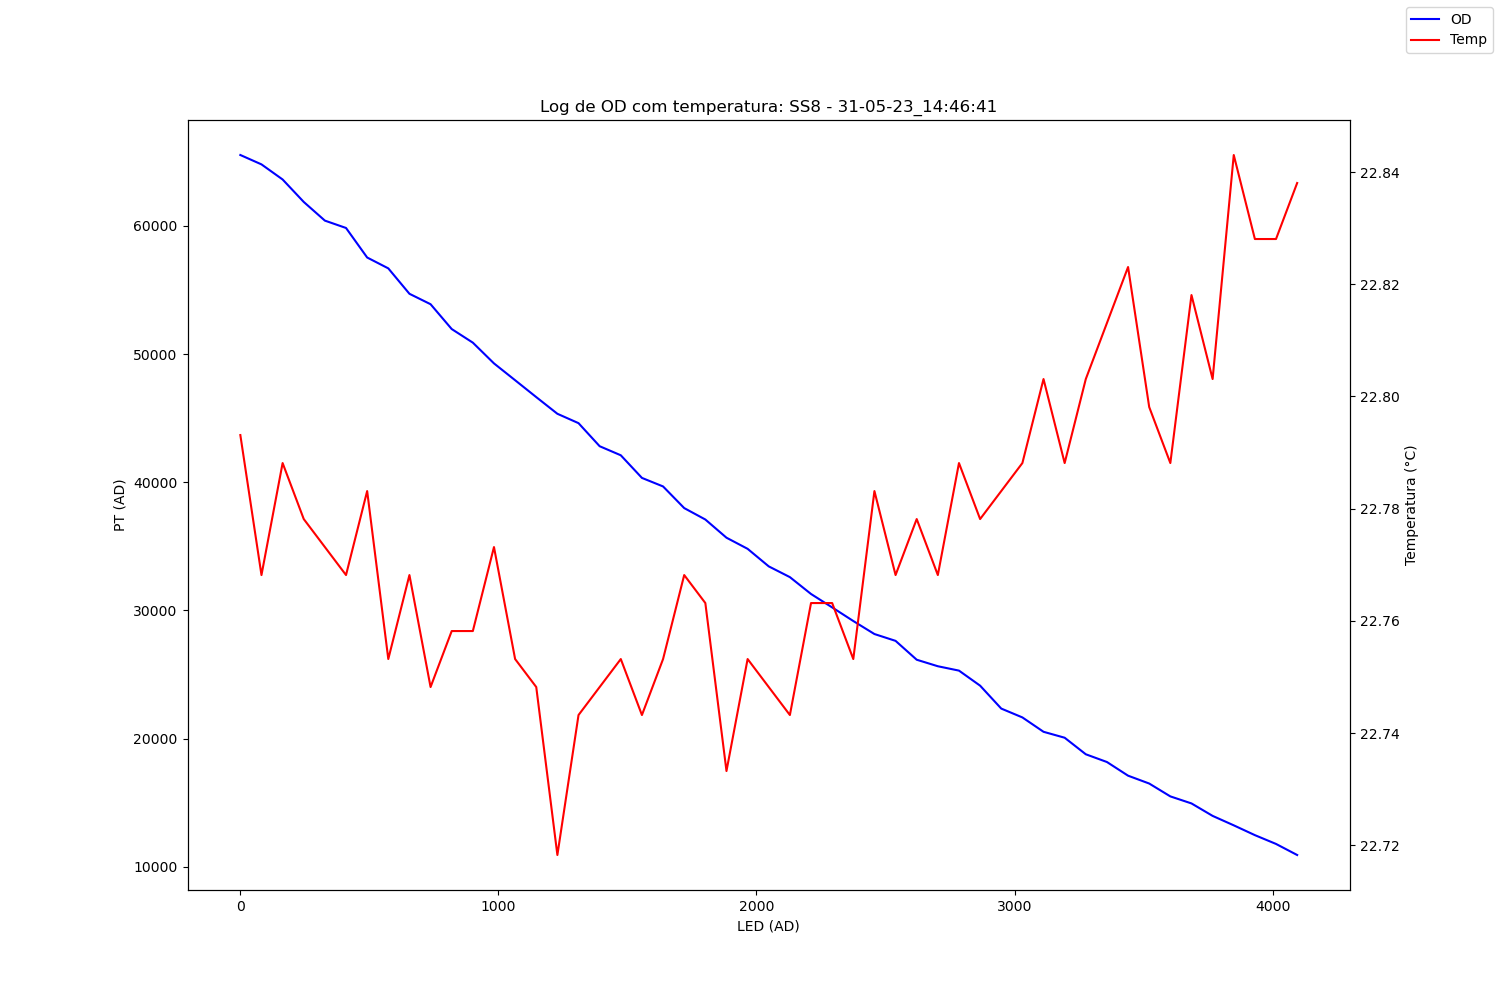 OD
Temp
Log de OD com temperatura: SS8 - 31-05-23_14:46:41
60000
50000
40000
30000
20000
10000
PT (AD)
22.84
22.82
22.80
22.78
22.76
22.74
22.72
Temperatura (°C)
0 1000 2000 3000 4000
LED (AD)